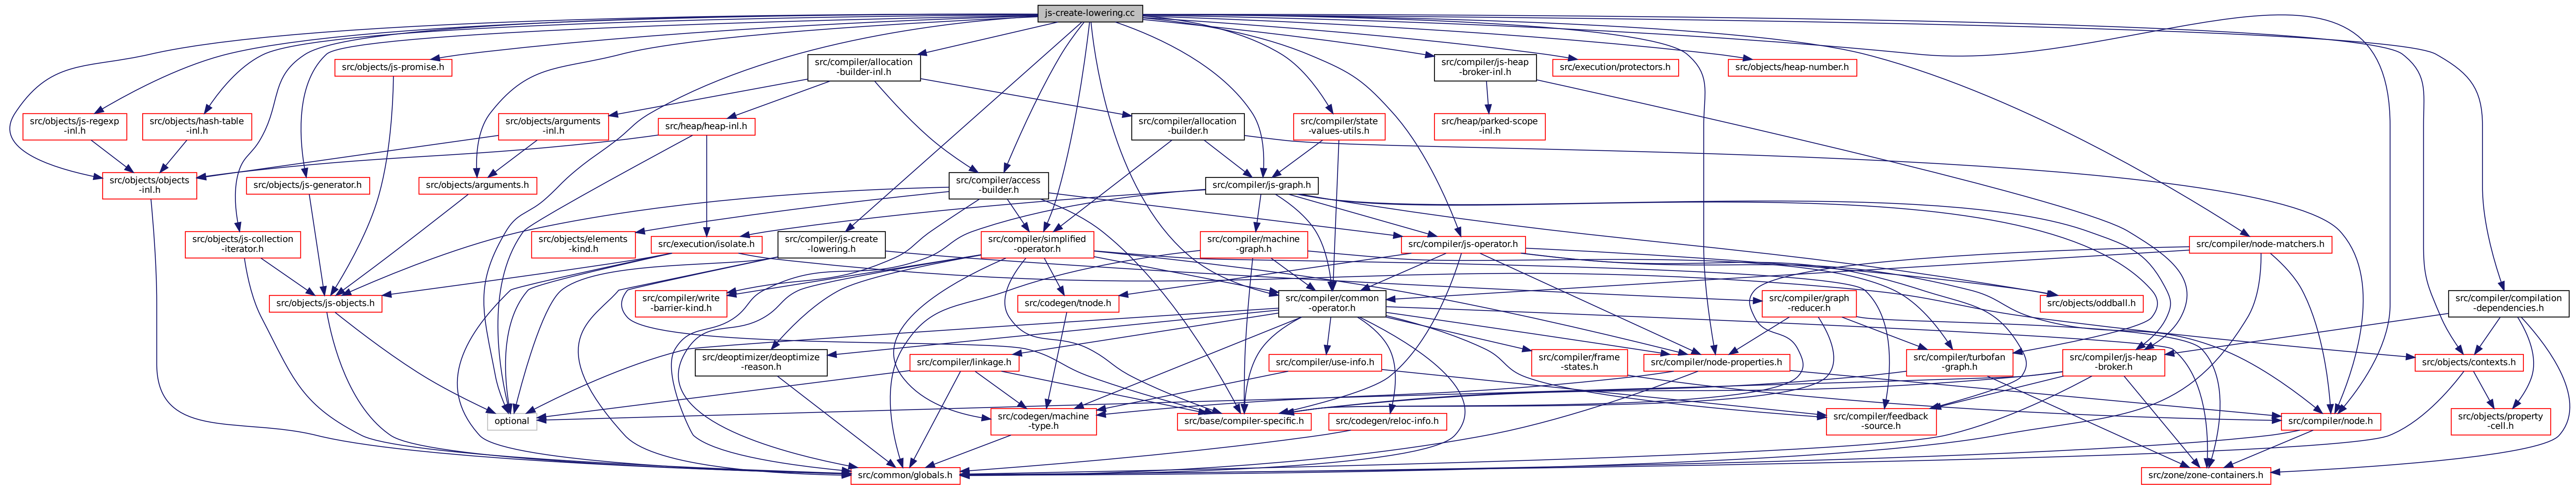 js-create-lowering.cc
src/objects/js-promise.h
src/compiler/allocation
-builder-inl.h
src/compiler/js-heap
-broker-inl.h
src/execution/protectors.h
src/objects/heap-number.h
src/objects/js-regexp
-inl.h
src/objects/hash-table
-inl.h
src/objects/arguments
-inl.h
src/heap/heap-inl.h
src/compiler/allocation
-builder.h
src/compiler/state
-values-utils.h
src/heap/parked-scope
-inl.h
src/objects/objects
-inl.h
src/objects/js-generator.h
src/objects/arguments.h
src/compiler/access
-builder.h
src/compiler/js-graph.h
src/objects/js-collection
-iterator.h
src/objects/elements
-kind.h
src/execution/isolate.h
src/compiler/js-create
-lowering.h
src/compiler/simplified
-operator.h
src/compiler/machine
-graph.h
src/compiler/js-operator.h
src/compiler/node-matchers.h
src/objects/js-objects.h
src/compiler/write
-barrier-kind.h
src/codegen/tnode.h
src/compiler/common
-operator.h
src/compiler/graph
-reducer.h
src/objects/oddball.h
src/compiler/compilation
-dependencies.h
src/deoptimizer/deoptimize
-reason.h
src/compiler/linkage.h
src/compiler/use-info.h
src/compiler/frame
-states.h
src/compiler/node-properties.h
src/compiler/turbofan
-graph.h
src/compiler/js-heap
-broker.h
src/objects/contexts.h
optional
src/codegen/machine
-type.h
src/base/compiler-specific.h
src/codegen/reloc-info.h
src/compiler/feedback
-source.h
src/compiler/node.h
src/objects/property
-cell.h
src/common/globals.h
src/zone/zone-containers.h